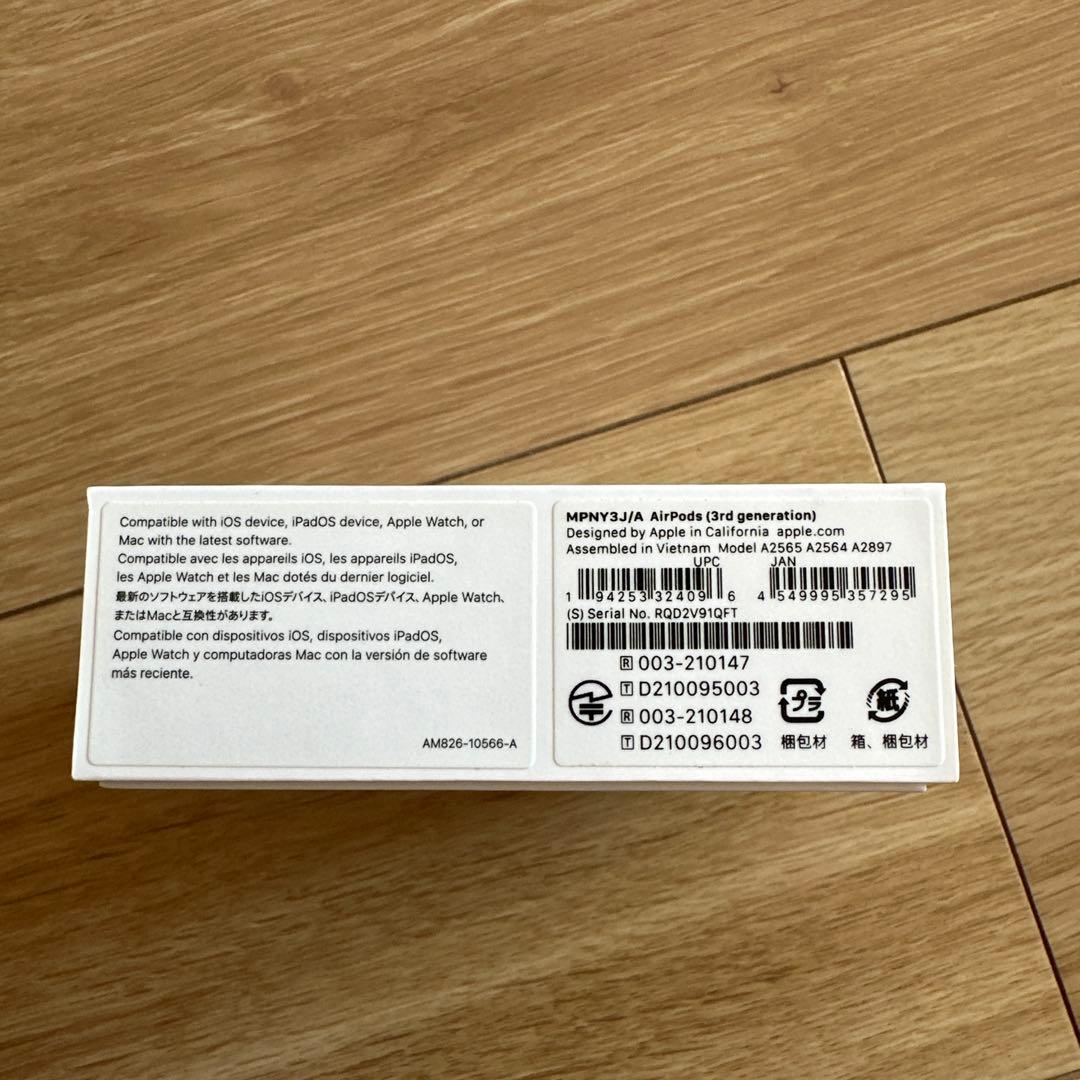 Compatible with iOS device, iPadOS device, Apple Watch, or
Mac with the latest software.
Compatible avec les appareils iOS, les appareils iPadOS,
les Apple Watch et les Mac dotés du dernier logiciel.
最新のソフトウェアを搭載したiOSデバイス、iPadOSデバイス、Apple Watch、
またはMacと互換性があります。
Compatible con dispositivos iOS, dispositivos iPadOS,
Apple Watch y computadoras Mac con la versión de software
más reciente.
AM826-10566-A
MPNY3J/A AirPods (3rd generation)
Designed by Apple in California apple.com
Assembled in Vietnam Model A2565 A2564 A2897
UPC JAN
1 94253 32409 6 4 549995 357295
(S) Serial No. RQD2V91QFT
R 003-210147
T D210095003
R 003-210148
T D210096003
プラ
梱包材
紙
箱、梱包材